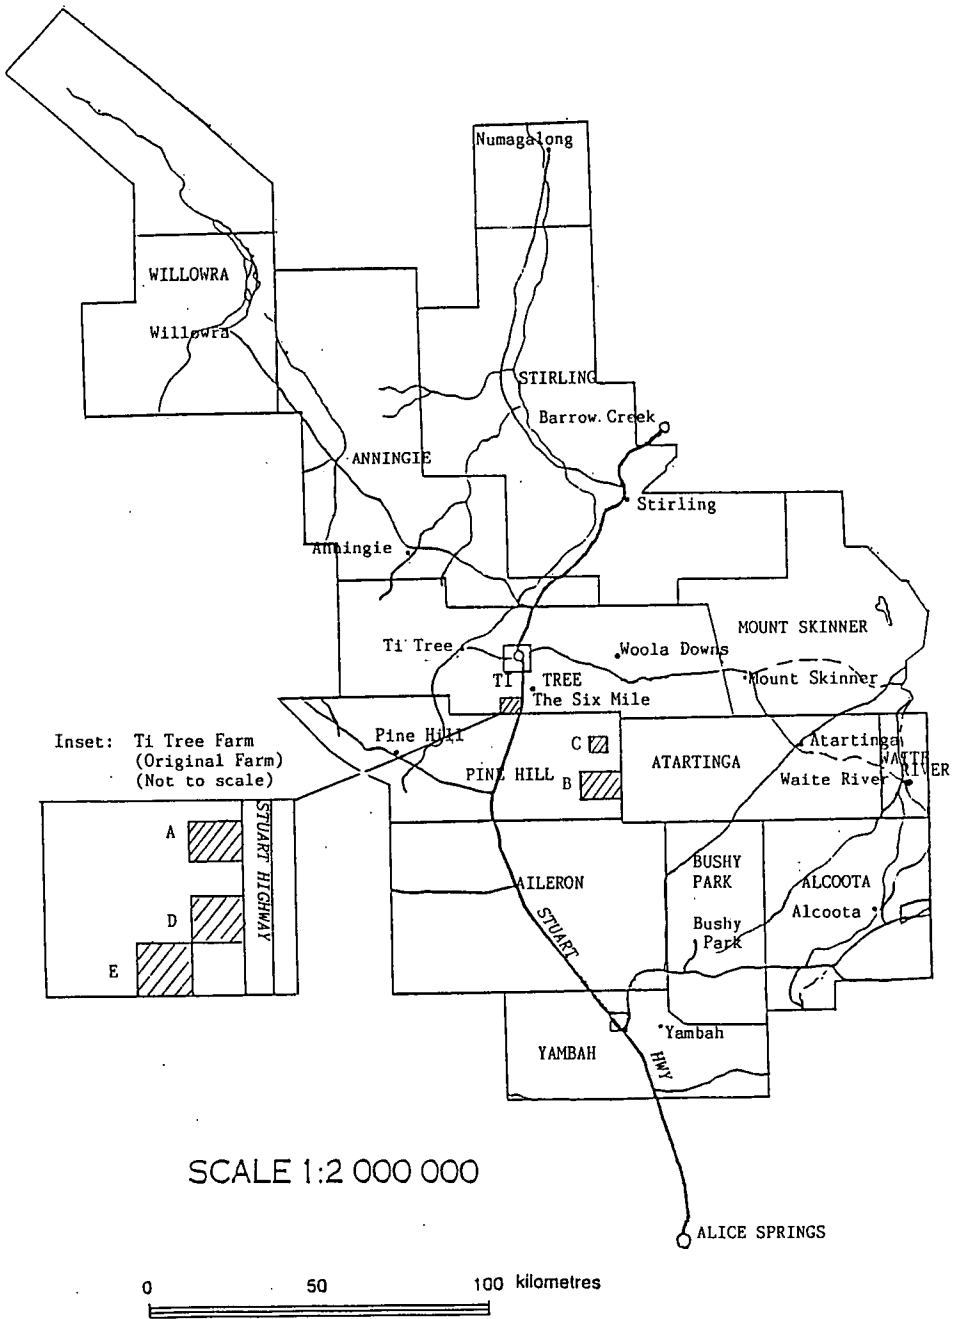 Numagalong
WILLOWRA
Willowra
STIRLING
Barrow Creek
ANNINGIE
Stirling
Anningie
MOUNT SKINNER
Ti Tree
Woola Downs
TI TREE
Mount Skinner
The Six Mile
Pine Hill
C
Atartinga
Inset: Ti Tree Farm
(Original Farm)
(Not to scale)
ATARTINGA
WAITE
RIVER
PINE HILL
B
Waite River
A
STUART HIGHWAY
BUSHY
PARK
AILERON
ALCOOTA
D
STUART
Alcoota
Bushy
Park
E
Yambah
YAMBAH
HWY
SCALE 1:2 000 000
ALICE SPRINGS
0 50 100 kilometres